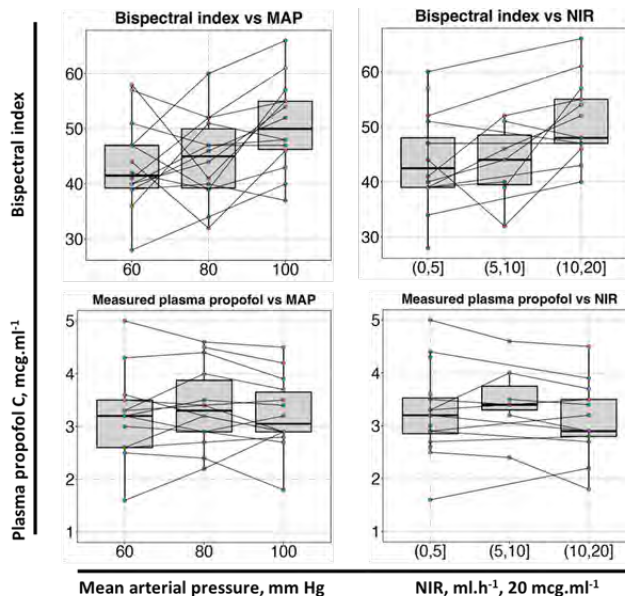 Bispectral index vs MAP
60
50
40
30
60 80 100
Bispectral index vs NIR
60
50
40
30
(0,5] (5,10] (10,20]
Bispectral index
Measured plasma propofol vs MAP
5
4
3
2
1
60 80 100
Measured plasma propofol vs NIR
5
4
3
2
1
(0,5] (5,10] (10,20]
Plasma propofol C, mcg.ml⁻¹
Mean arterial pressure, mm Hg
NIR, ml.h⁻¹, 20 mcg.ml⁻¹